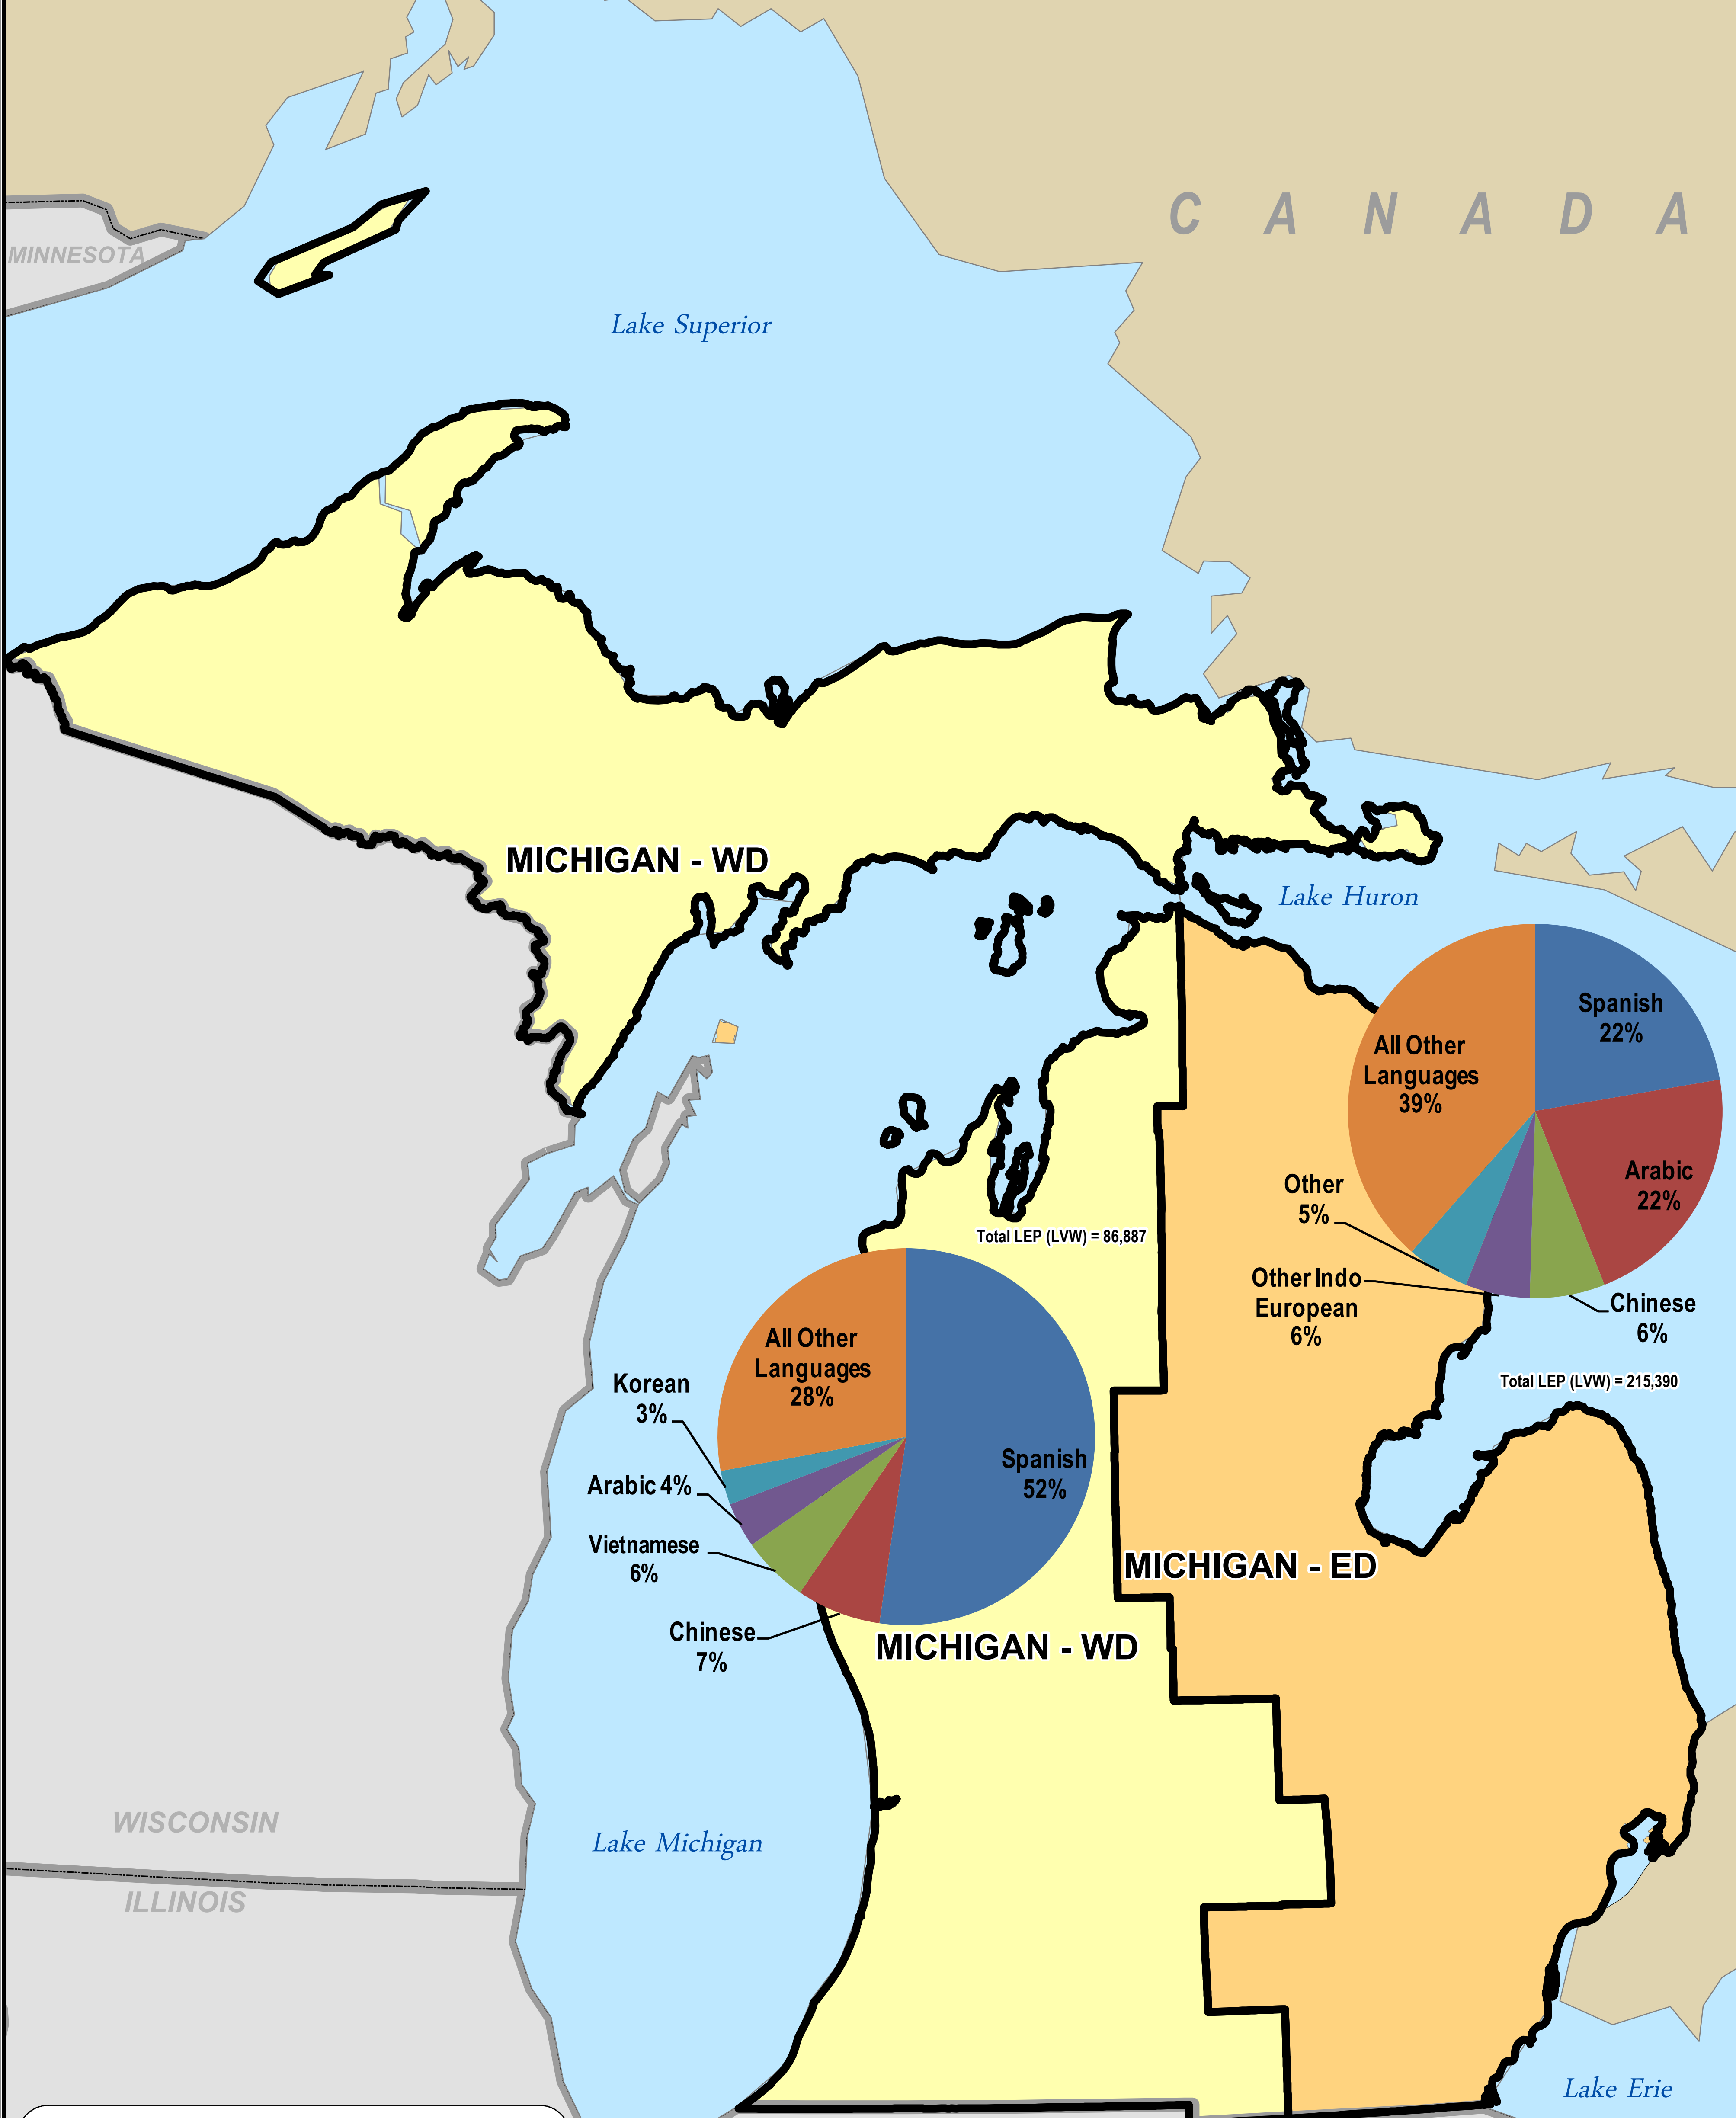 CANADA
MINNESOTA
Lake Superior
MICHIGAN - WD
Lake Huron
Spanish
22%
All Other
Languages
39%
Arabic
22%
Other
5%
Other Indo
European
6%
Chinese
6%
Total LEP (LVW) = 86,887
All Other
Languages
28%
Korean
3%
Spanish
52%
Arabic 4%
Vietnamese
6%
Chinese
7%
Total LEP (LVW) = 215,390
MICHIGAN - ED
MICHIGAN - WD
WISCONSIN
Lake Michigan
ILLINOIS
Lake Erie